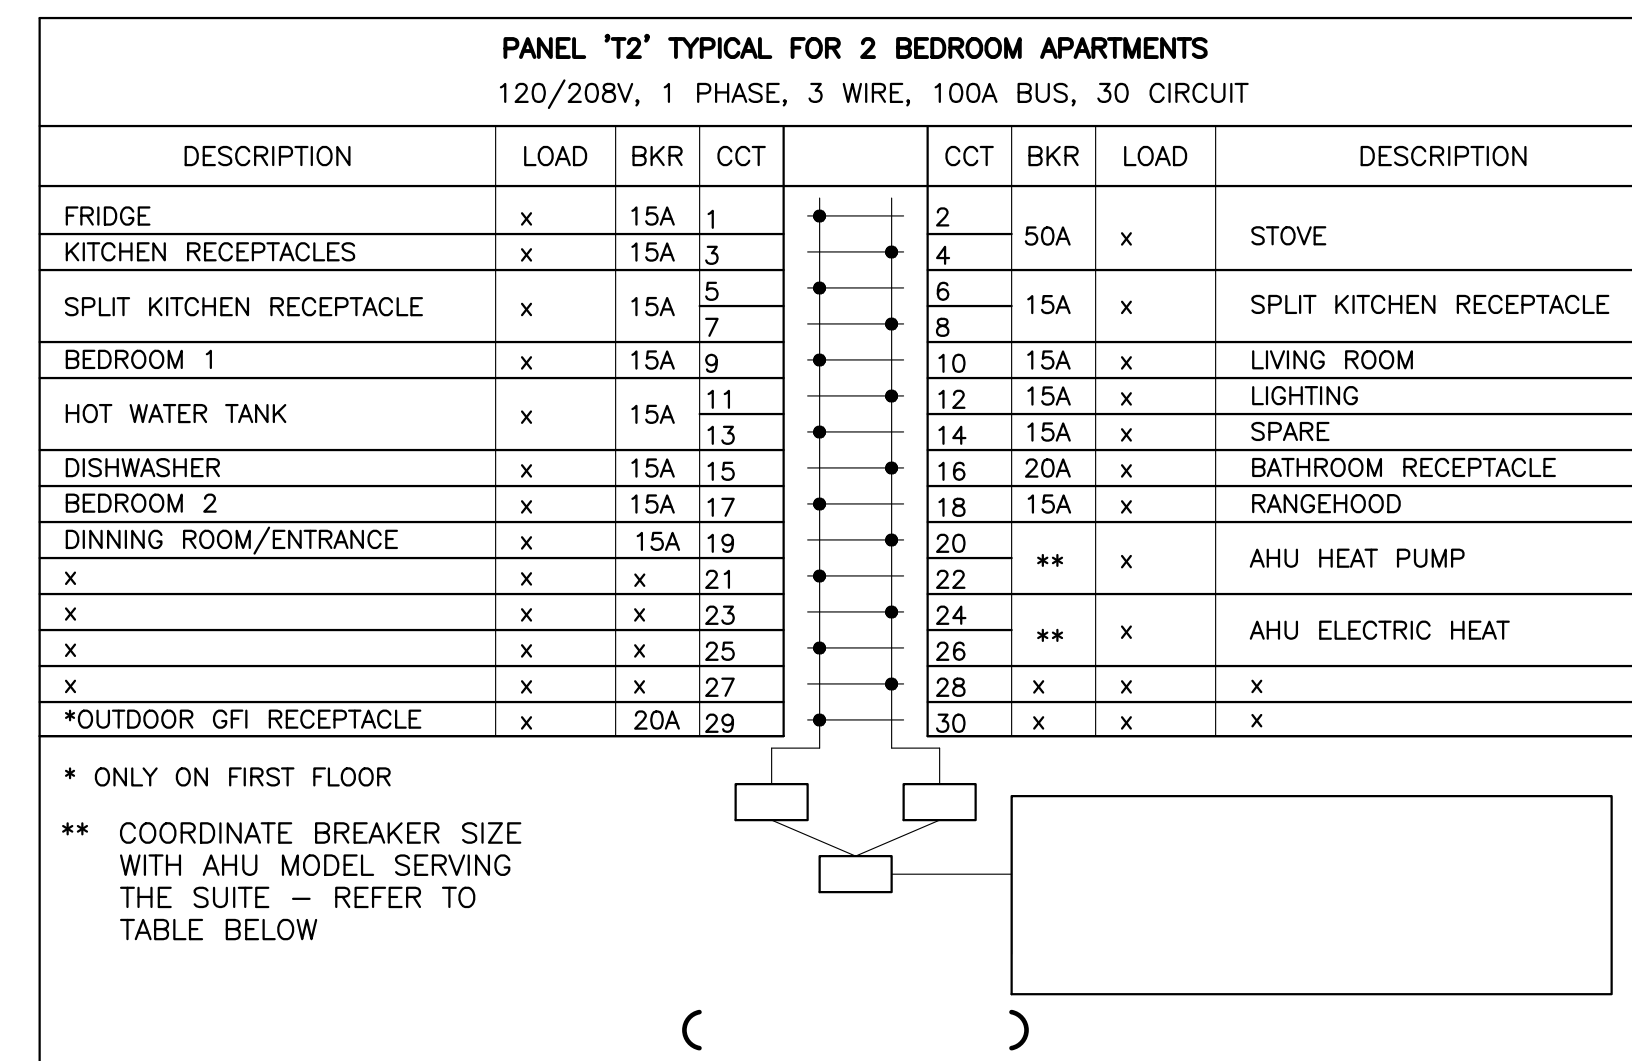 PANEL 'T2' TYPICAL FOR 2 BEDROOM APARTMENTS
120/208V, 1 PHASE, 3 WIRE, 100A BUS, 30 CIRCUIT
DESCRIPTION LOAD BKR CCT CCT BKR LOAD DESCRIPTION
FRIDGE x 15A 1 2 50A x STOVE
KITCHEN RECEPTACLES x 15A 3 4
SPLIT KITCHEN RECEPTACLE x 15A 5 6 15A x SPLIT KITCHEN RECEPTACLE
7 8
BEDROOM 1 x 15A 9 10 15A x LIVING ROOM
HOT WATER TANK x 15A 11 12 15A x LIGHTING
13 14 15A x SPARE
DISHWASHER x 15A 15 16 20A x BATHROOM RECEPTACLE
BEDROOM 2 x 15A 17 18 15A x RANGEHOOD
DINNING ROOM/ENTRANCE x 15A 19 20 ** x AHU HEAT PUMP
x x x 21 22
x x x 23 24 ** x AHU ELECTRIC HEAT
x x x 25 26
x x x 27 28 x x x
*OUTDOOR GFI RECEPTACLE x 20A 29 30 x x x
* ONLY ON FIRST FLOOR
** COORDINATE BREAKER SIZE
WITH AHU MODEL SERVING
THE SUITE – REFER TO
TABLE BELOW
( )